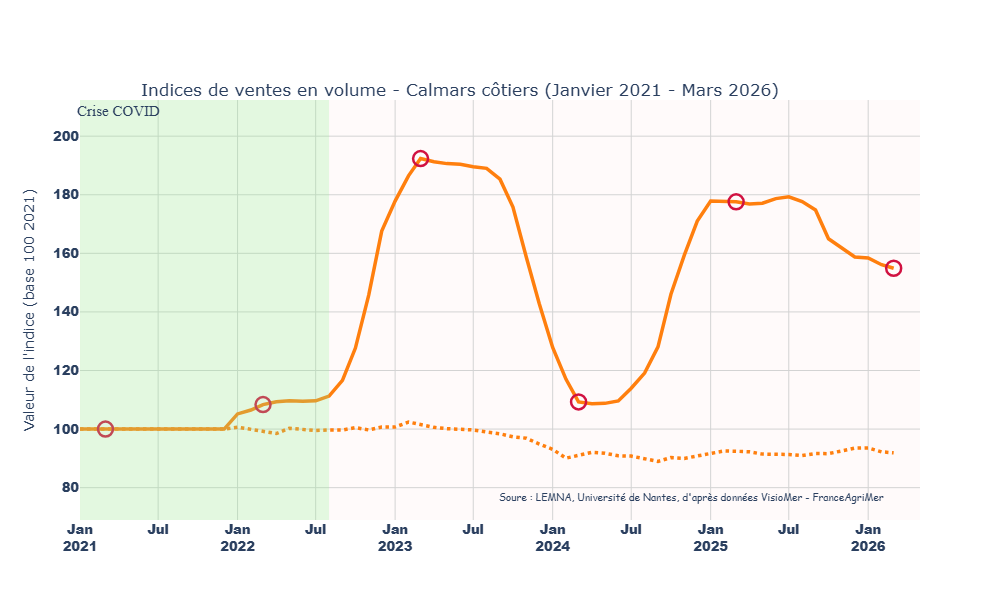 Indices de ventes en volume - Calmars côtiers (Janvier 2021 - Mars 2026)
Crise COVID
Valeur de l'indice (base 100 2021)
200
180
160
140
120
100
80
Soure : LEMNA, Université de Nantes, d'après données VisioMer - FranceAgriMer
Jan Jul Jan Jul Jan Jul Jan Jul Jan Jul Jan
2021 2022 2023 2024 2025 2026